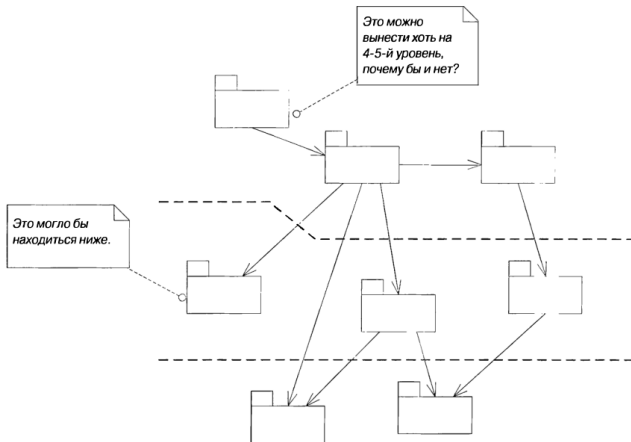 Это можно
вынести хоть на
4-5-й уровень,
почему бы и нет?
Это могло бы
находиться ниже.